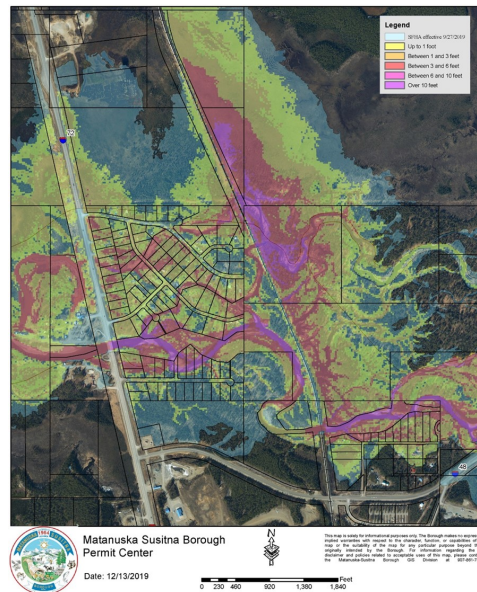 Legend
SFHA effective 9/27/2019
Up to 1 foot
Between 1 and 3 feet
Between 3 and 6 feet
Between 6 and 10 feet
Over 10 feet
72
48
Matanuska Susitna Borough
Permit Center
Date: 12/13/2019
Feet
0 230 460 920 1,380 1,840
This map is solely for informational purposes only. The Borough makes no expres
implied warranties with respect to the character, function, or capabilities of
map or the suitability of the map for any particular purpose beyond t
originally intended by the Borough. For information regarding the
disclaimer and policies related to acceptable uses of this map, please cont
the Matanuska-Susitna Borough GIS Division at 907-861-7